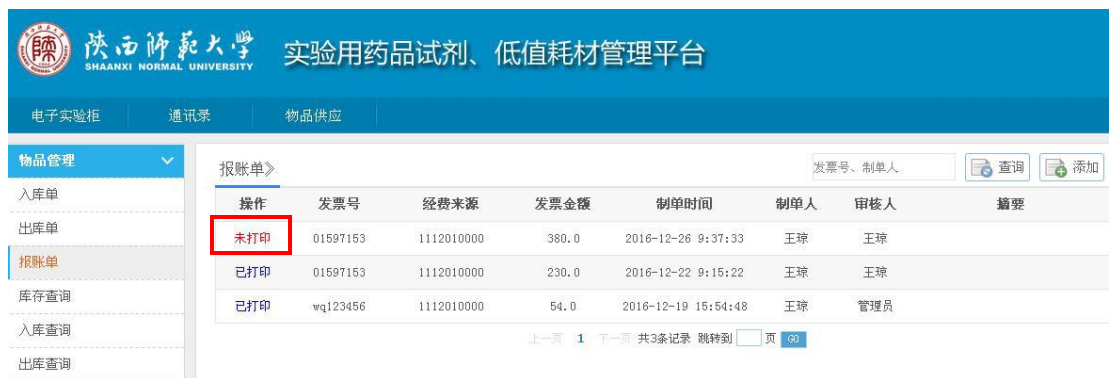 陕西师范大学
SHAANXI NORMAL UNIVERSITY
实验用药品试剂、低值耗材管理平台
电子实验柜 通讯录 物品供应
物品管理
入库单
出库单
报账单
库存查询
入库查询
出库查询
报账单》 发票号、制单人 查询 添加
操作 发票号 经费来源 发票金额 制单时间 制单人 审核人 摘要
未打印 01597153 1112010000 380.0 2016-12-26 9:37:33 王琼 王琼
已打印 01597153 1112010000 230.0 2016-12-22 9:15:22 王琼 王琼
已打印 wq123456 1112010000 54.0 2016-12-19 15:54:48 王琼 管理员
上一页 1 下一页 共3条记录 跳转到 页 GO